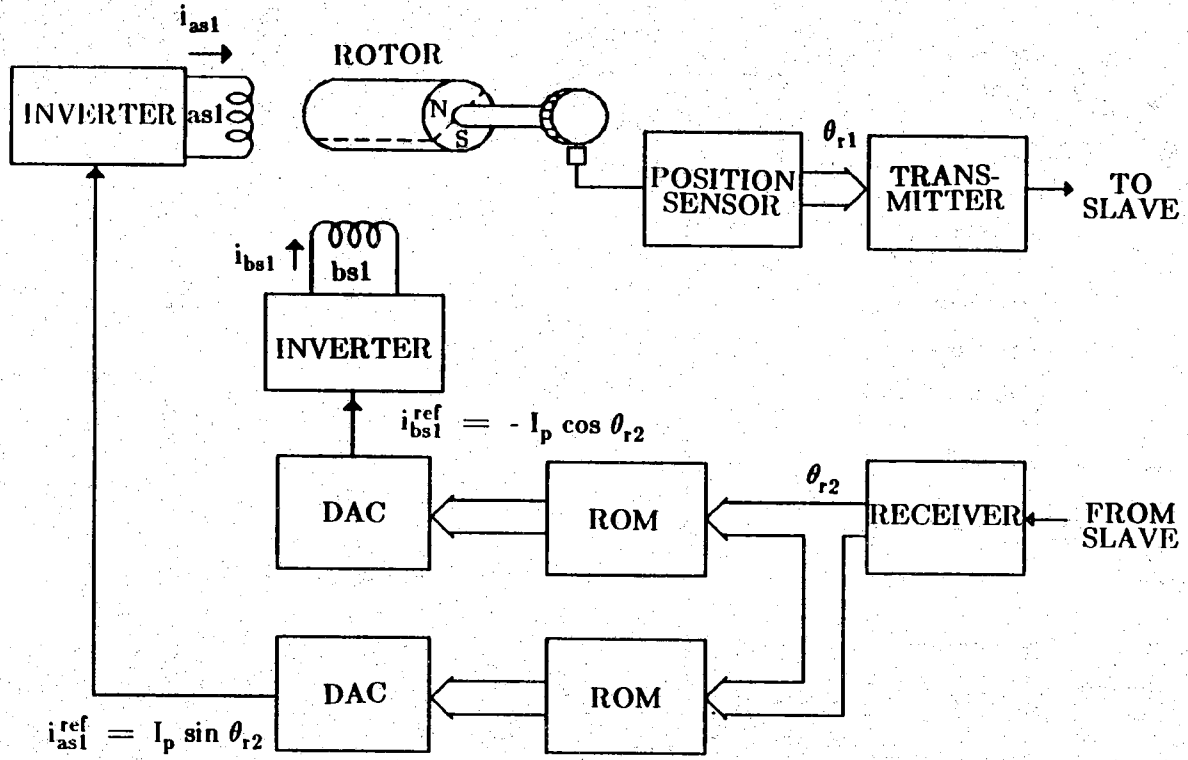 i_as1
ROTOR
INVERTER
as1
N
S
θ_r1
POSITION
SENSOR
TRANS-
MITTER
TO
SLAVE
i_bs1
bs1
INVERTER
i_bs1^ref = - I_p cos θ_r2
DAC
ROM
θ_r2
RECEIVER
FROM
SLAVE
DAC
ROM
i_as1^ref = I_p sin θ_r2